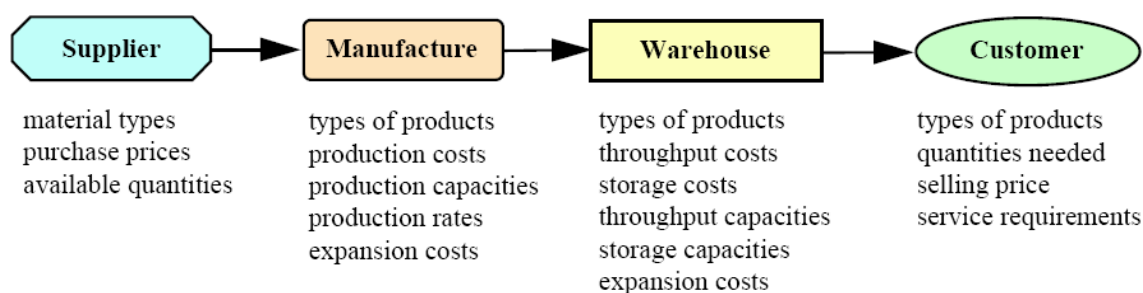 Supplier
Manufacture
Warehouse
Customer
material types
purchase prices
available quantities
types of products
production costs
production capacities
production rates
expansion costs
types of products
throughput costs
storage costs
throughput capacities
storage capacities
expansion costs
types of products
quantities needed
selling price
service requirements